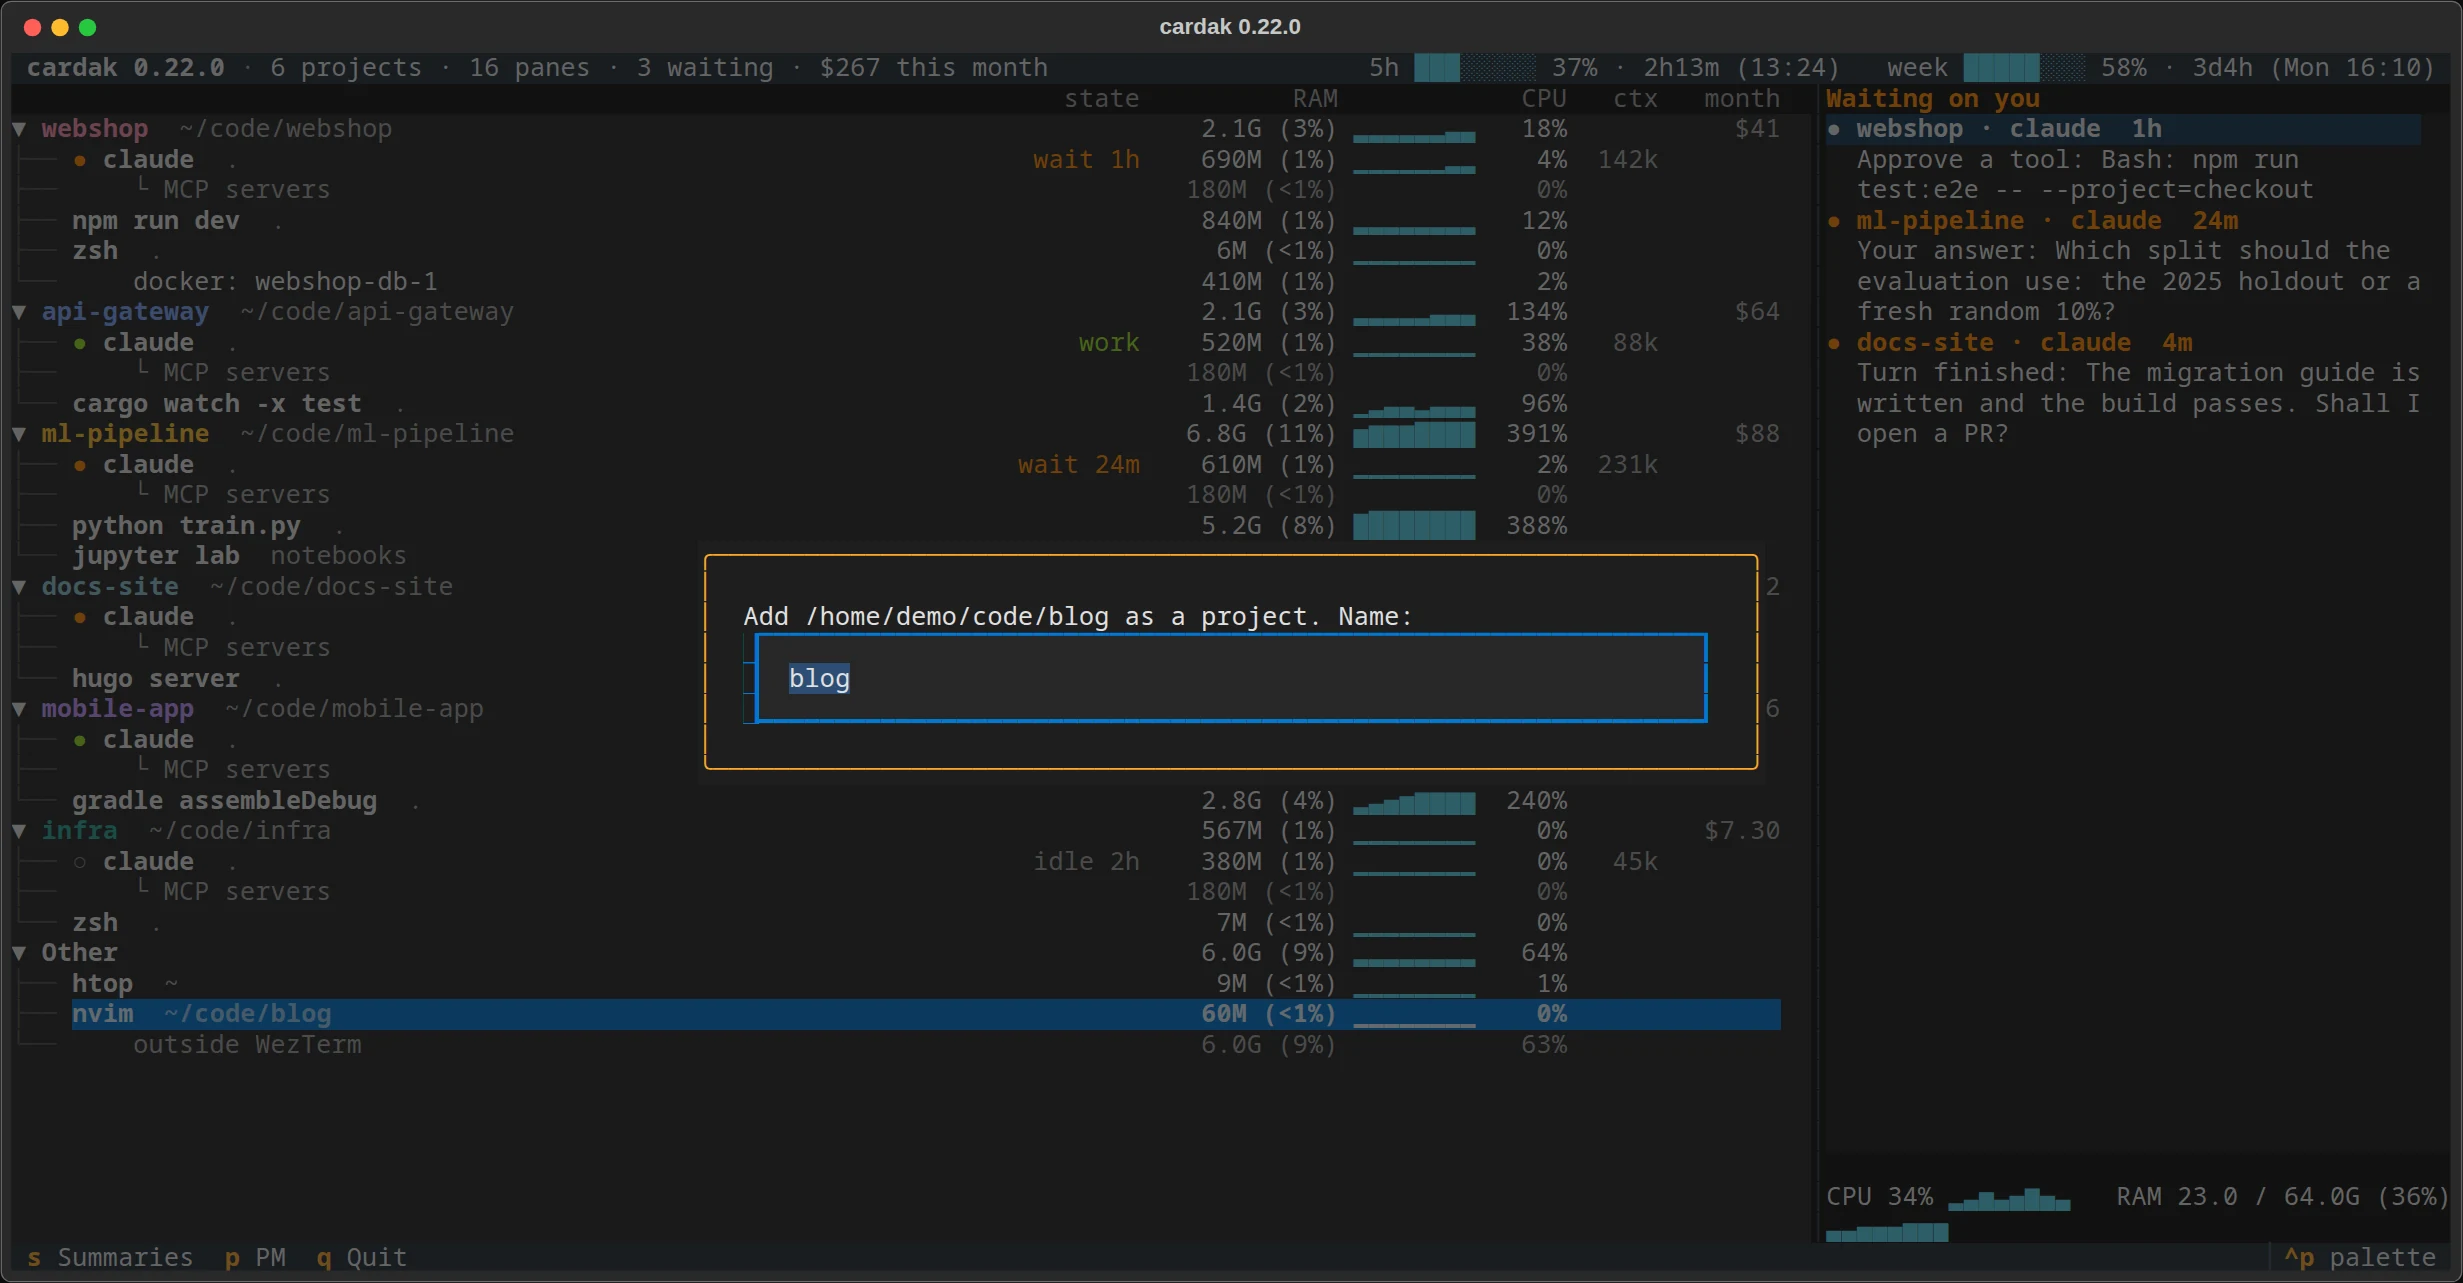 cardak 0.22.0
cardak 0.22.0 · 6 projects · 16 panes · 3 waiting · $267 this month 5h 37% · 2h13m (13:24) week 58% · 3d4h (Mon 16:10)
state RAM CPU ctx month
▼ webshop ~/code/webshop 2.1G (3%) 18% $41
● claude . wait 1h 690M (1%) 4% 142k
└ MCP servers 180M (<1%) 0%
npm run dev . 840M (1%) 12%
zsh . 6M (<1%) 0%
docker: webshop-db-1 410M (1%) 2%
▼ api-gateway ~/code/api-gateway 2.1G (3%) 134% $64
● claude . work 520M (1%) 38% 88k
└ MCP servers 180M (<1%) 0%
cargo watch -x test . 1.4G (2%) 96%
▼ ml-pipeline ~/code/ml-pipeline 6.8G (11%) 391% $88
● claude . wait 24m 610M (1%) 2% 231k
└ MCP servers 180M (<1%) 0%
python train.py . 5.2G (8%) 388%
jupyter lab notebooks
▼ docs-site ~/code/docs-site 2
● claude .
└ MCP servers
hugo server .
▼ mobile-app ~/code/mobile-app 6
● claude .
└ MCP servers
gradle assembleDebug . 2.8G (4%) 240%
▼ infra ~/code/infra 567M (1%) 0% $7.30
○ claude . idle 2h 380M (1%) 0% 45k
└ MCP servers 180M (<1%) 0%
zsh . 7M (<1%) 0%
▼ Other 6.0G (9%) 64%
htop ~ 9M (<1%) 1%
nvim ~/code/blog 60M (<1%) 0%
outside WezTerm 6.0G (9%) 63%
Add /home/demo/code/blog as a project. Name:
blog
Waiting on you
● webshop · claude 1h
Approve a tool: Bash: npm run
test:e2e -- --project=checkout
● ml-pipeline · claude 24m
Your answer: Which split should the
evaluation use: the 2025 holdout or a
fresh random 10%?
● docs-site · claude 4m
Turn finished: The migration guide is
written and the build passes. Shall I
open a PR?
CPU 34% RAM 23.0 / 64.0G (36%)
s Summaries p PM q Quit ^p palette